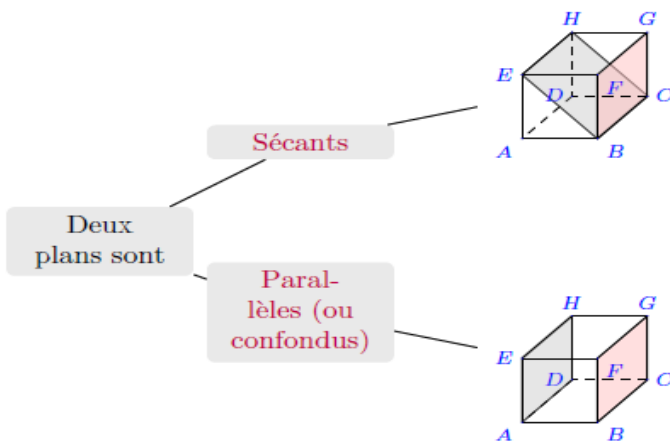 H G
E
D F C
A B
Sécants
Deux
plans sont
Paral-
lèles (ou
confondus)
H G
E
D F C
A B